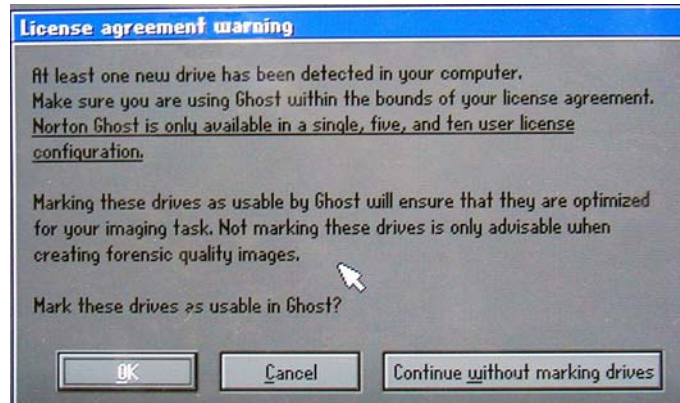 License agreement warning
At least one new drive has been detected in your computer.
Make sure you are using Ghost within the bounds of your license agreement.
Norton Ghost is only available in a single, five, and ten user license
configuration.
Marking these drives as usable by Ghost will ensure that they are optimized
for your imaging task. Not marking these drives is only advisable when
creating forensic quality images.
Mark these drives as usable in Ghost?
OK Cancel Continue without marking drives